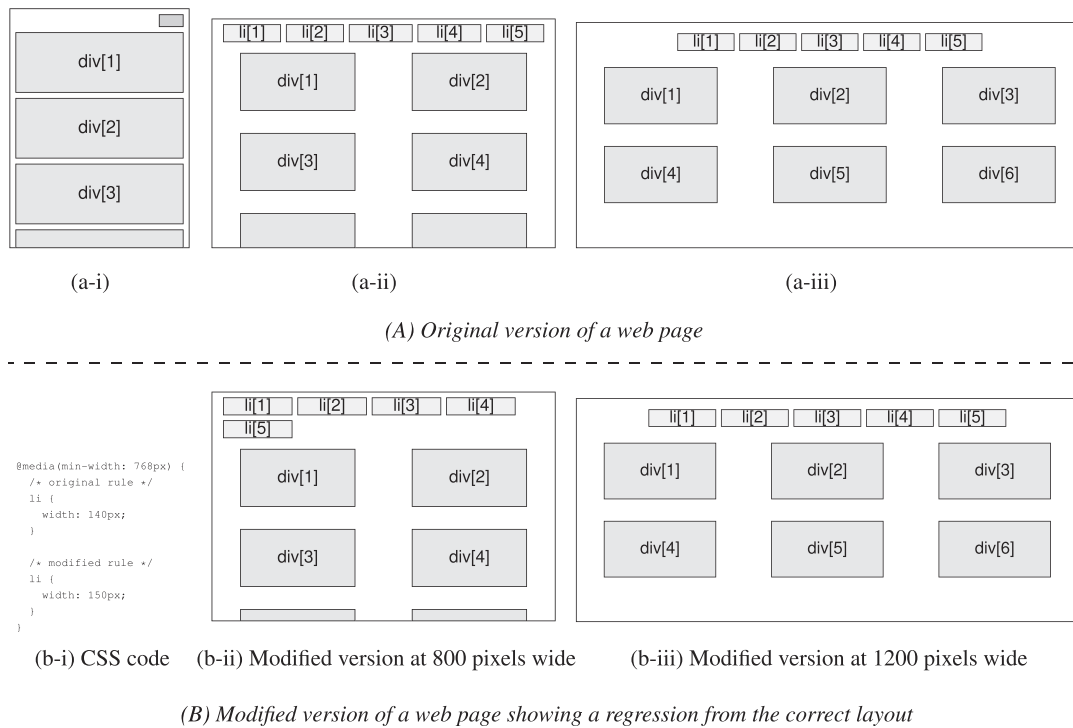 div[1]
div[2]
div[3]
(a-i)
li[1] li[2] li[3] li[4] li[5]
div[1] div[2]
div[3] div[4]
(a-ii)
li[1] li[2] li[3] li[4] li[5]
div[1] div[2] div[3]
div[4] div[5] div[6]
(a-iii)
(A) Original version of a web page
@media(min-width: 768px) {
/* original rule */
li {
width: 140px;
}
/* modified rule */
li {
width: 150px;
}
}
(b-i) CSS code
li[1] li[2] li[3] li[4]
li[5]
div[1] div[2]
div[3] div[4]
(b-ii) Modified version at 800 pixels wide
li[1] li[2] li[3] li[4] li[5]
div[1] div[2] div[3]
div[4] div[5] div[6]
(b-iii) Modified version at 1200 pixels wide
(B) Modified version of a web page showing a regression from the correct layout